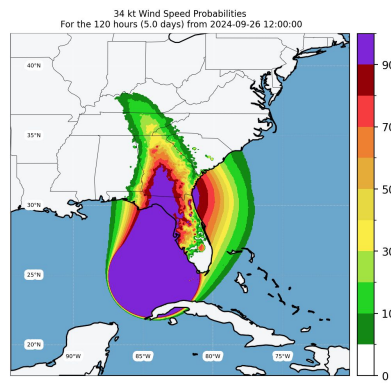 34 kt Wind Speed Probabilities
For the 120 hours (5.0 days) from 2024-09-26 12:00:00
40°N
35°N
30°N
25°N
20°N
90°W
85°W
80°W
75°W
90
50
30
20
10
0